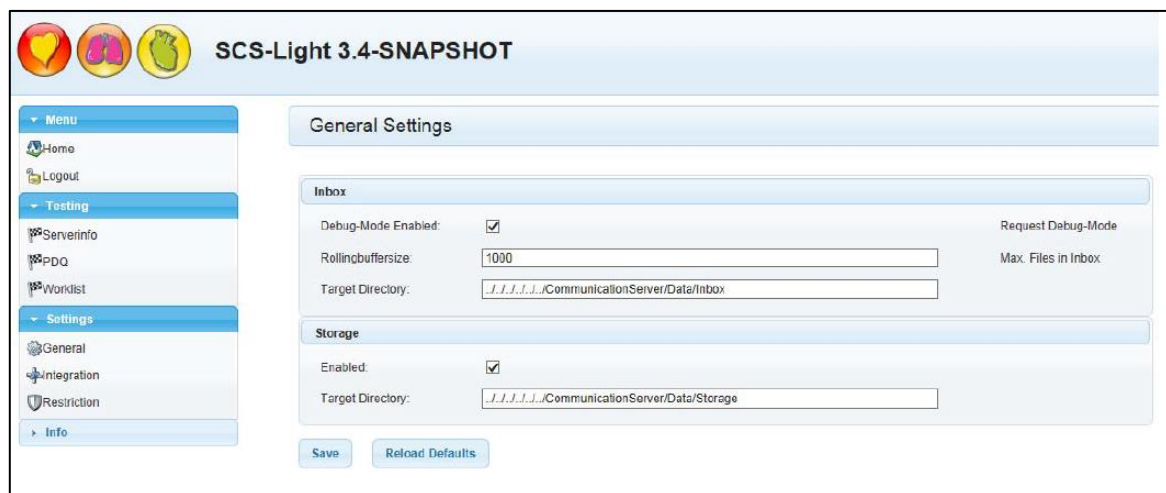 SCS-Light 3.4-SNAPSHOT
Menu
Home
Logout
Testing
Serverinfo
PDQ
Worklist
Settings
General
Integration
Restriction
Info
General Settings
Inbox
Debug-Mode Enabled: Request Debug-Mode
Rollingbuffersize: 1000 Max. Files in Inbox
Target Directory: ../../../../../../CommunicationServer/Data/Inbox
Storage
Enabled:
Target Directory: ../../../../../../CommunicationServer/Data/Storage
Save Reload Defaults